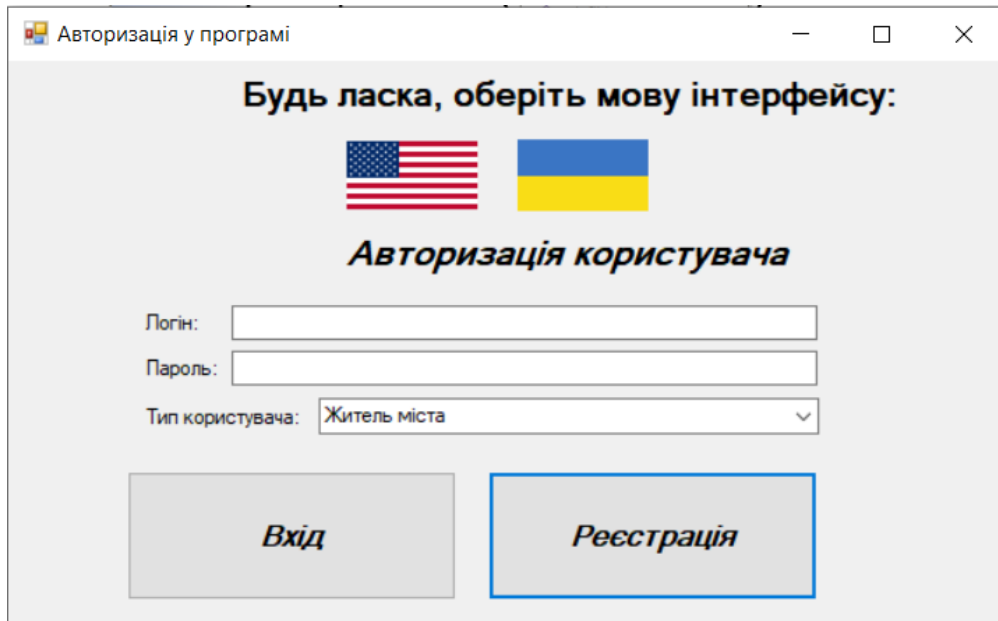 Авторизація у програмі
Будь ласка, оберіть мову інтерфейсу:
Авторизація користувача
Логін:
Пароль:
Тип користувача: Житель міста
Вхід Реєстрація